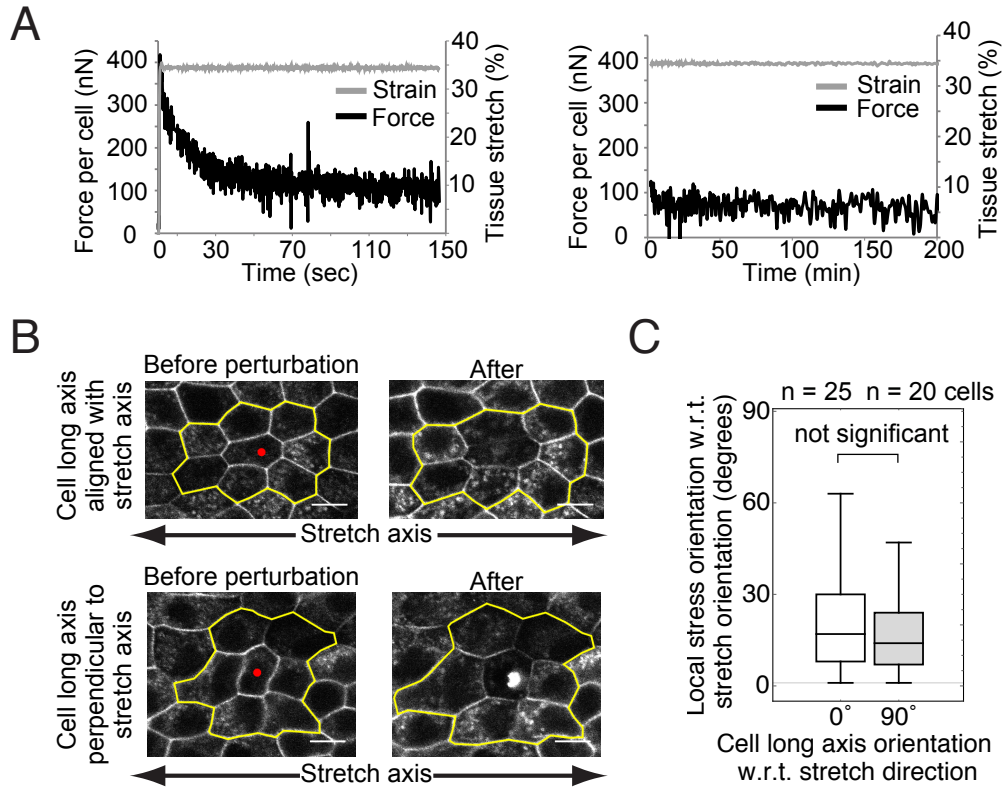 A
Force per cell (nN)
400
300
200
100
0
Strain
Force
40
30
20
10
0
Tissue stretch (%)
0 30 70 110 150
Time (sec)
Force per cell (nN)
400
300
200
100
0
Strain
Force
40
30
20
10
0
Tissue stretch (%)
0 50 100 150 200
Time (min)
B
Cell long axis
aligned with
stretch axis
Before perturbation
After
Stretch axis
Cell long axis
perpendicular to
stretch axis
Before perturbation
After
Stretch axis
C
Local stress orientation w.r.t.
stretch orientation (degrees)
n = 25 n = 20 cells
not significant
90
60
30
0
0° 90°
Cell long axis orientation
w.r.t. stretch direction